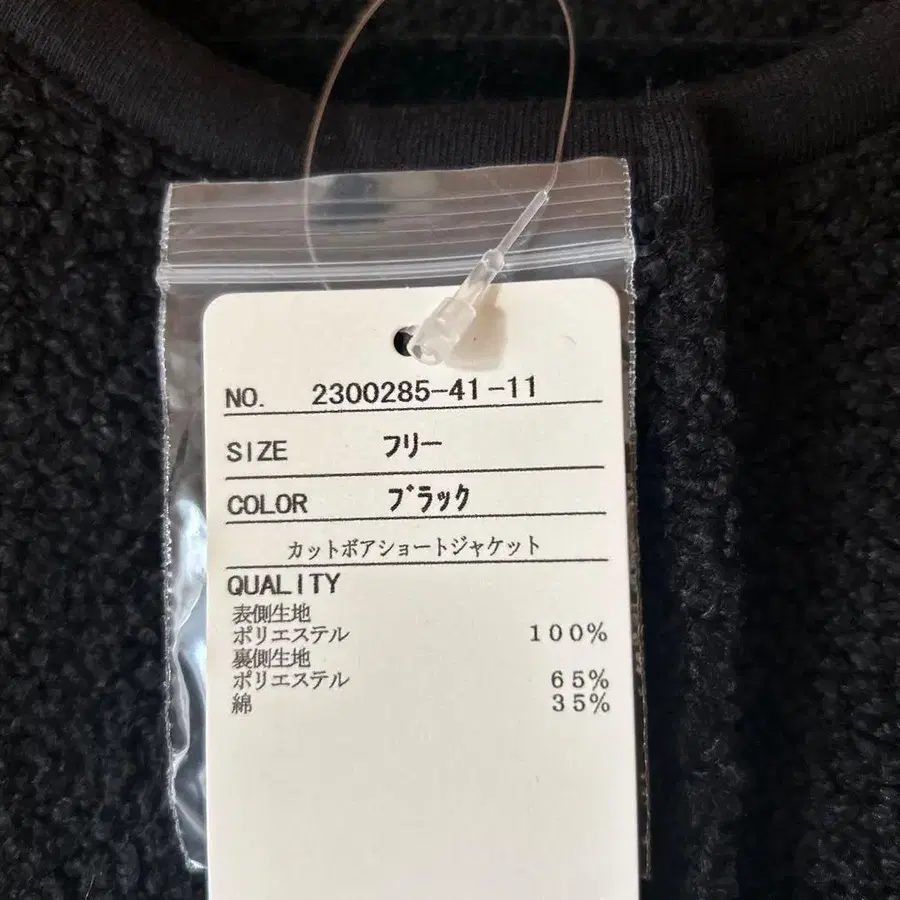 NO. 2300285-41-11
SIZE フリー
COLOR ブラック
カットボアショートジャケット
QUALITY
表側生地
ポリエステル 100%
裏側生地
ポリエステル 65%
綿 35%